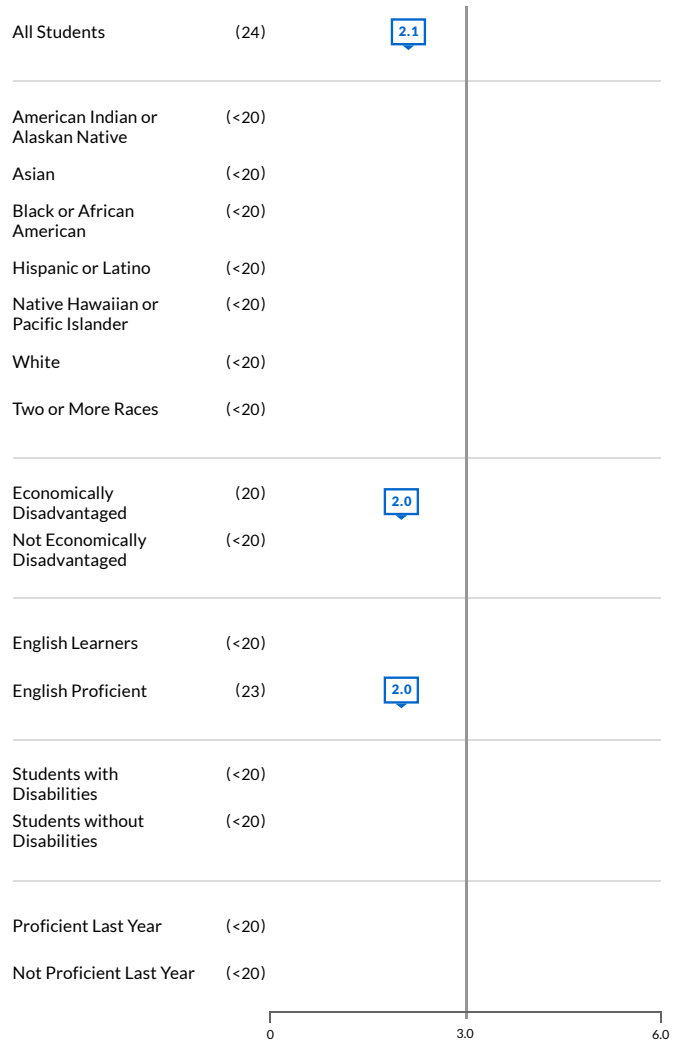 All Students (24) 2.1
American Indian or (<20)
Alaskan Native
Asian (<20)
Black or African (<20)
American
Hispanic or Latino (<20)
Native Hawaiian or (<20)
Pacific Islander
White (<20)
Two or More Races (<20)
Economically (20) 2.0
Disadvantaged
Not Economically (<20)
Disadvantaged
English Learners (<20)
English Proficient (23) 2.0
Students with (<20)
Disabilities
Students without (<20)
Disabilities
Proficient Last Year (<20)
Not Proficient Last Year (<20)
0 3.0 6.0